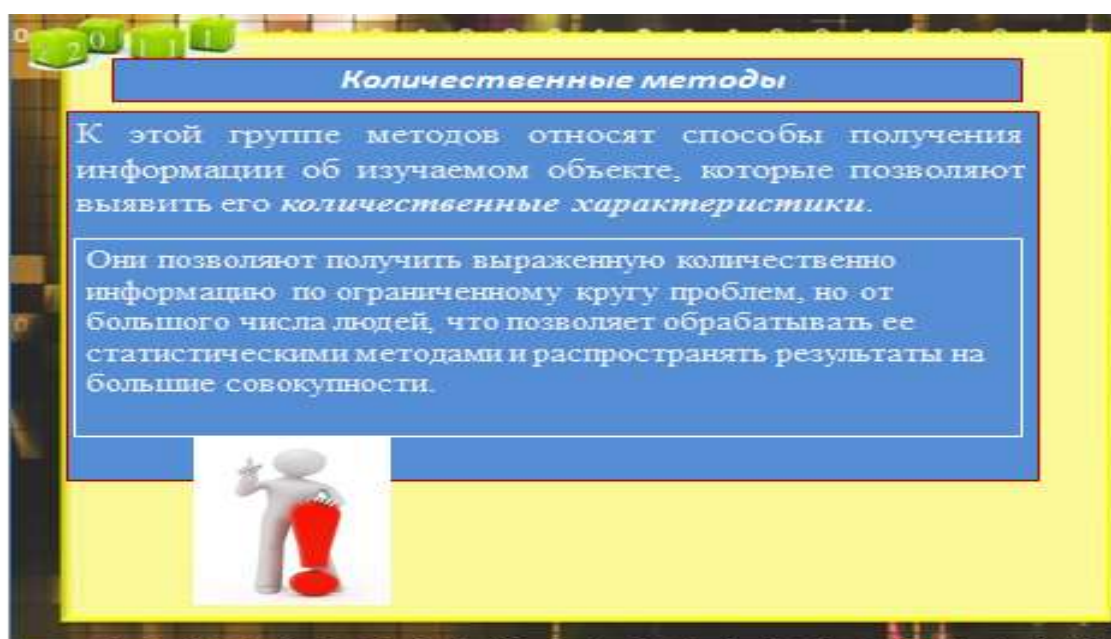 Количественные методы
К этой группе методов относят способы получения
информации об изучаемом объекте, которые позволяют
выявить его количественные характеристики.
Они позволяют получить выраженную количественно
информацию по ограниченному кругу проблем, но от
большого числа людей, что позволяет обрабатывать ее
статистическими методами и распространять результаты на
большие совокупности.